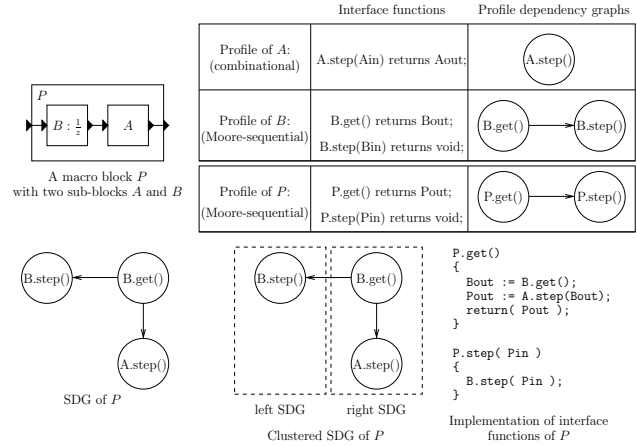 Interface functions
Profile dependency graphs
Profile of A:
(combinational)
A.step(Ain) returns Aout;
A.step()
Profile of B:
(Moore-sequential)
B.get() returns Bout;
B.step(Bin) returns void;
B.get()
B.step()
Profile of P:
(Moore-sequential)
P.get() returns Pout;
P.step(Pin) returns void;
P.get()
P.step()
P
B : 1/z
A
A macro block P
with two sub-blocks A and B
B.step()
B.get()
A.step()
SDG of P
B.step()
B.get()
A.step()
left SDG
right SDG
Clustered SDG of P
P.get()
{
Bout := B.get();
Pout := A.step(Bout);
return( Pout );
}
P.step( Pin )
{
B.step( Pin );
}
Implementation of interface
functions of P